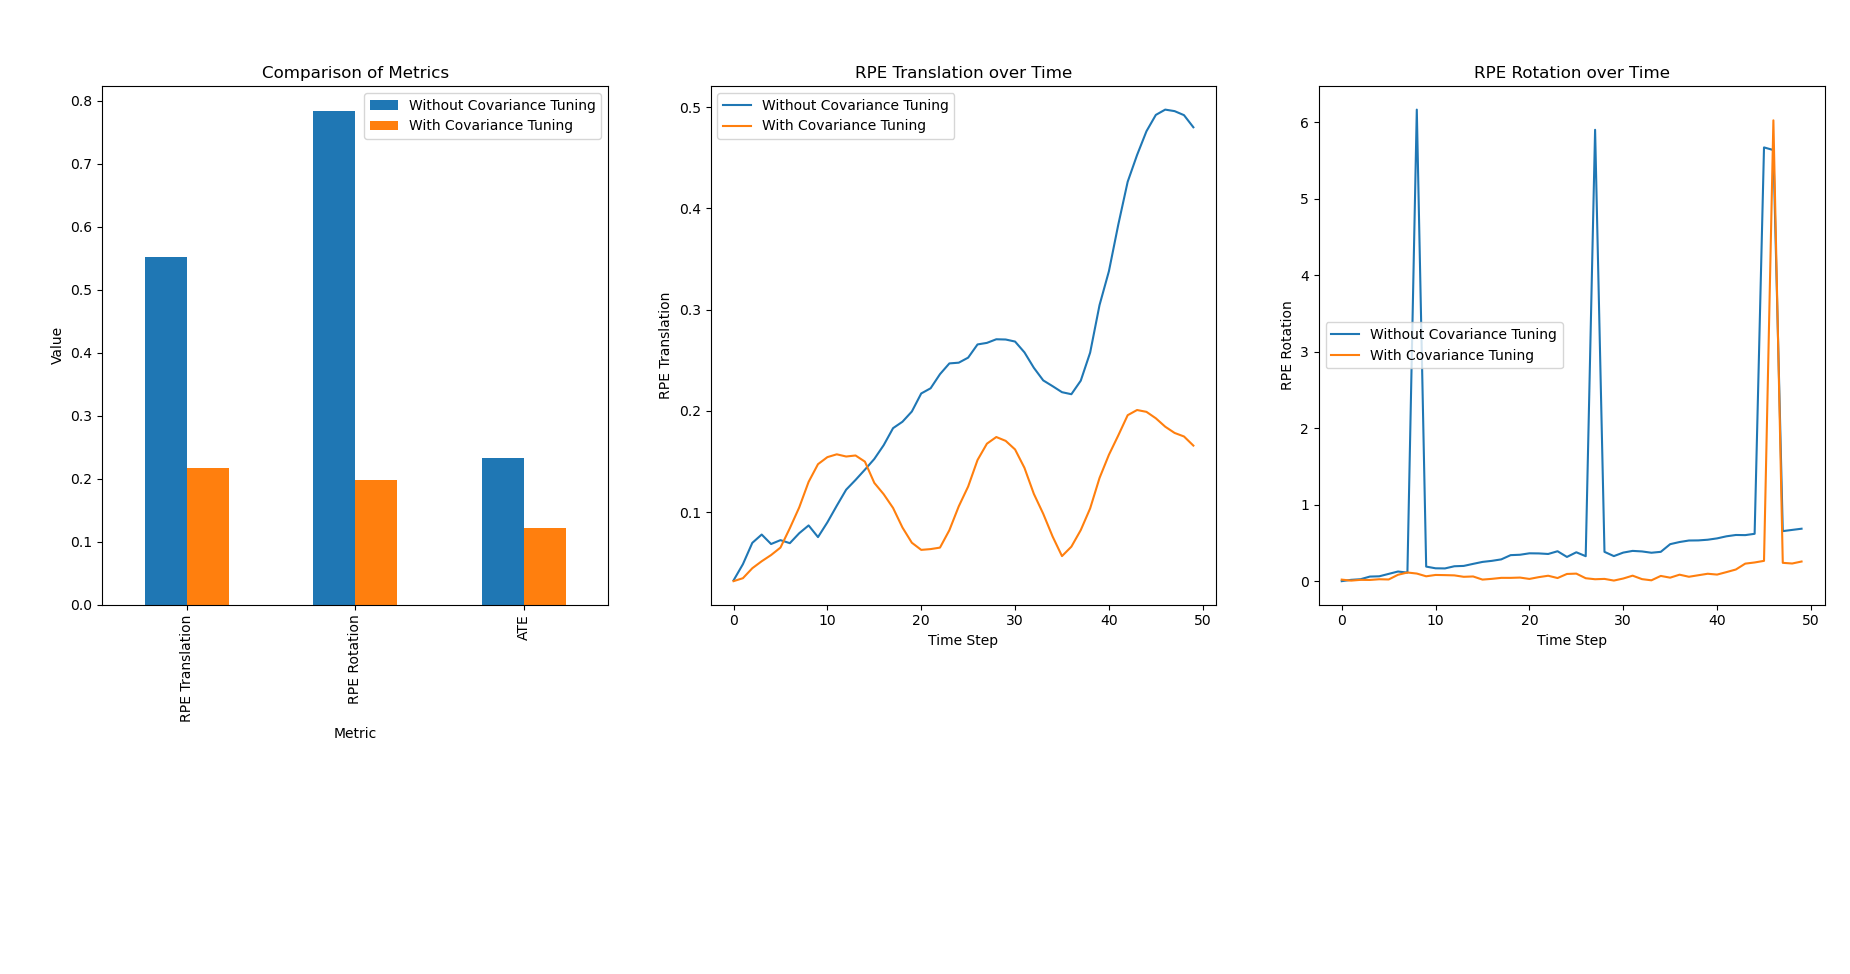 Comparison of Metrics
Without Covariance Tuning
With Covariance Tuning
Value
0.8
0.7
0.6
0.5
0.4
0.3
0.2
0.1
0.0
RPE Translation
RPE Rotation
ATE
Metric
RPE Translation over Time
Without Covariance Tuning
With Covariance Tuning
RPE Translation
0.5
0.4
0.3
0.2
0.1
0 10 20 30 40 50
Time Step
RPE Rotation over Time
Without Covariance Tuning
With Covariance Tuning
RPE Rotation
6
5
4
3
2
1
0
0 10 20 30 40 50
Time Step